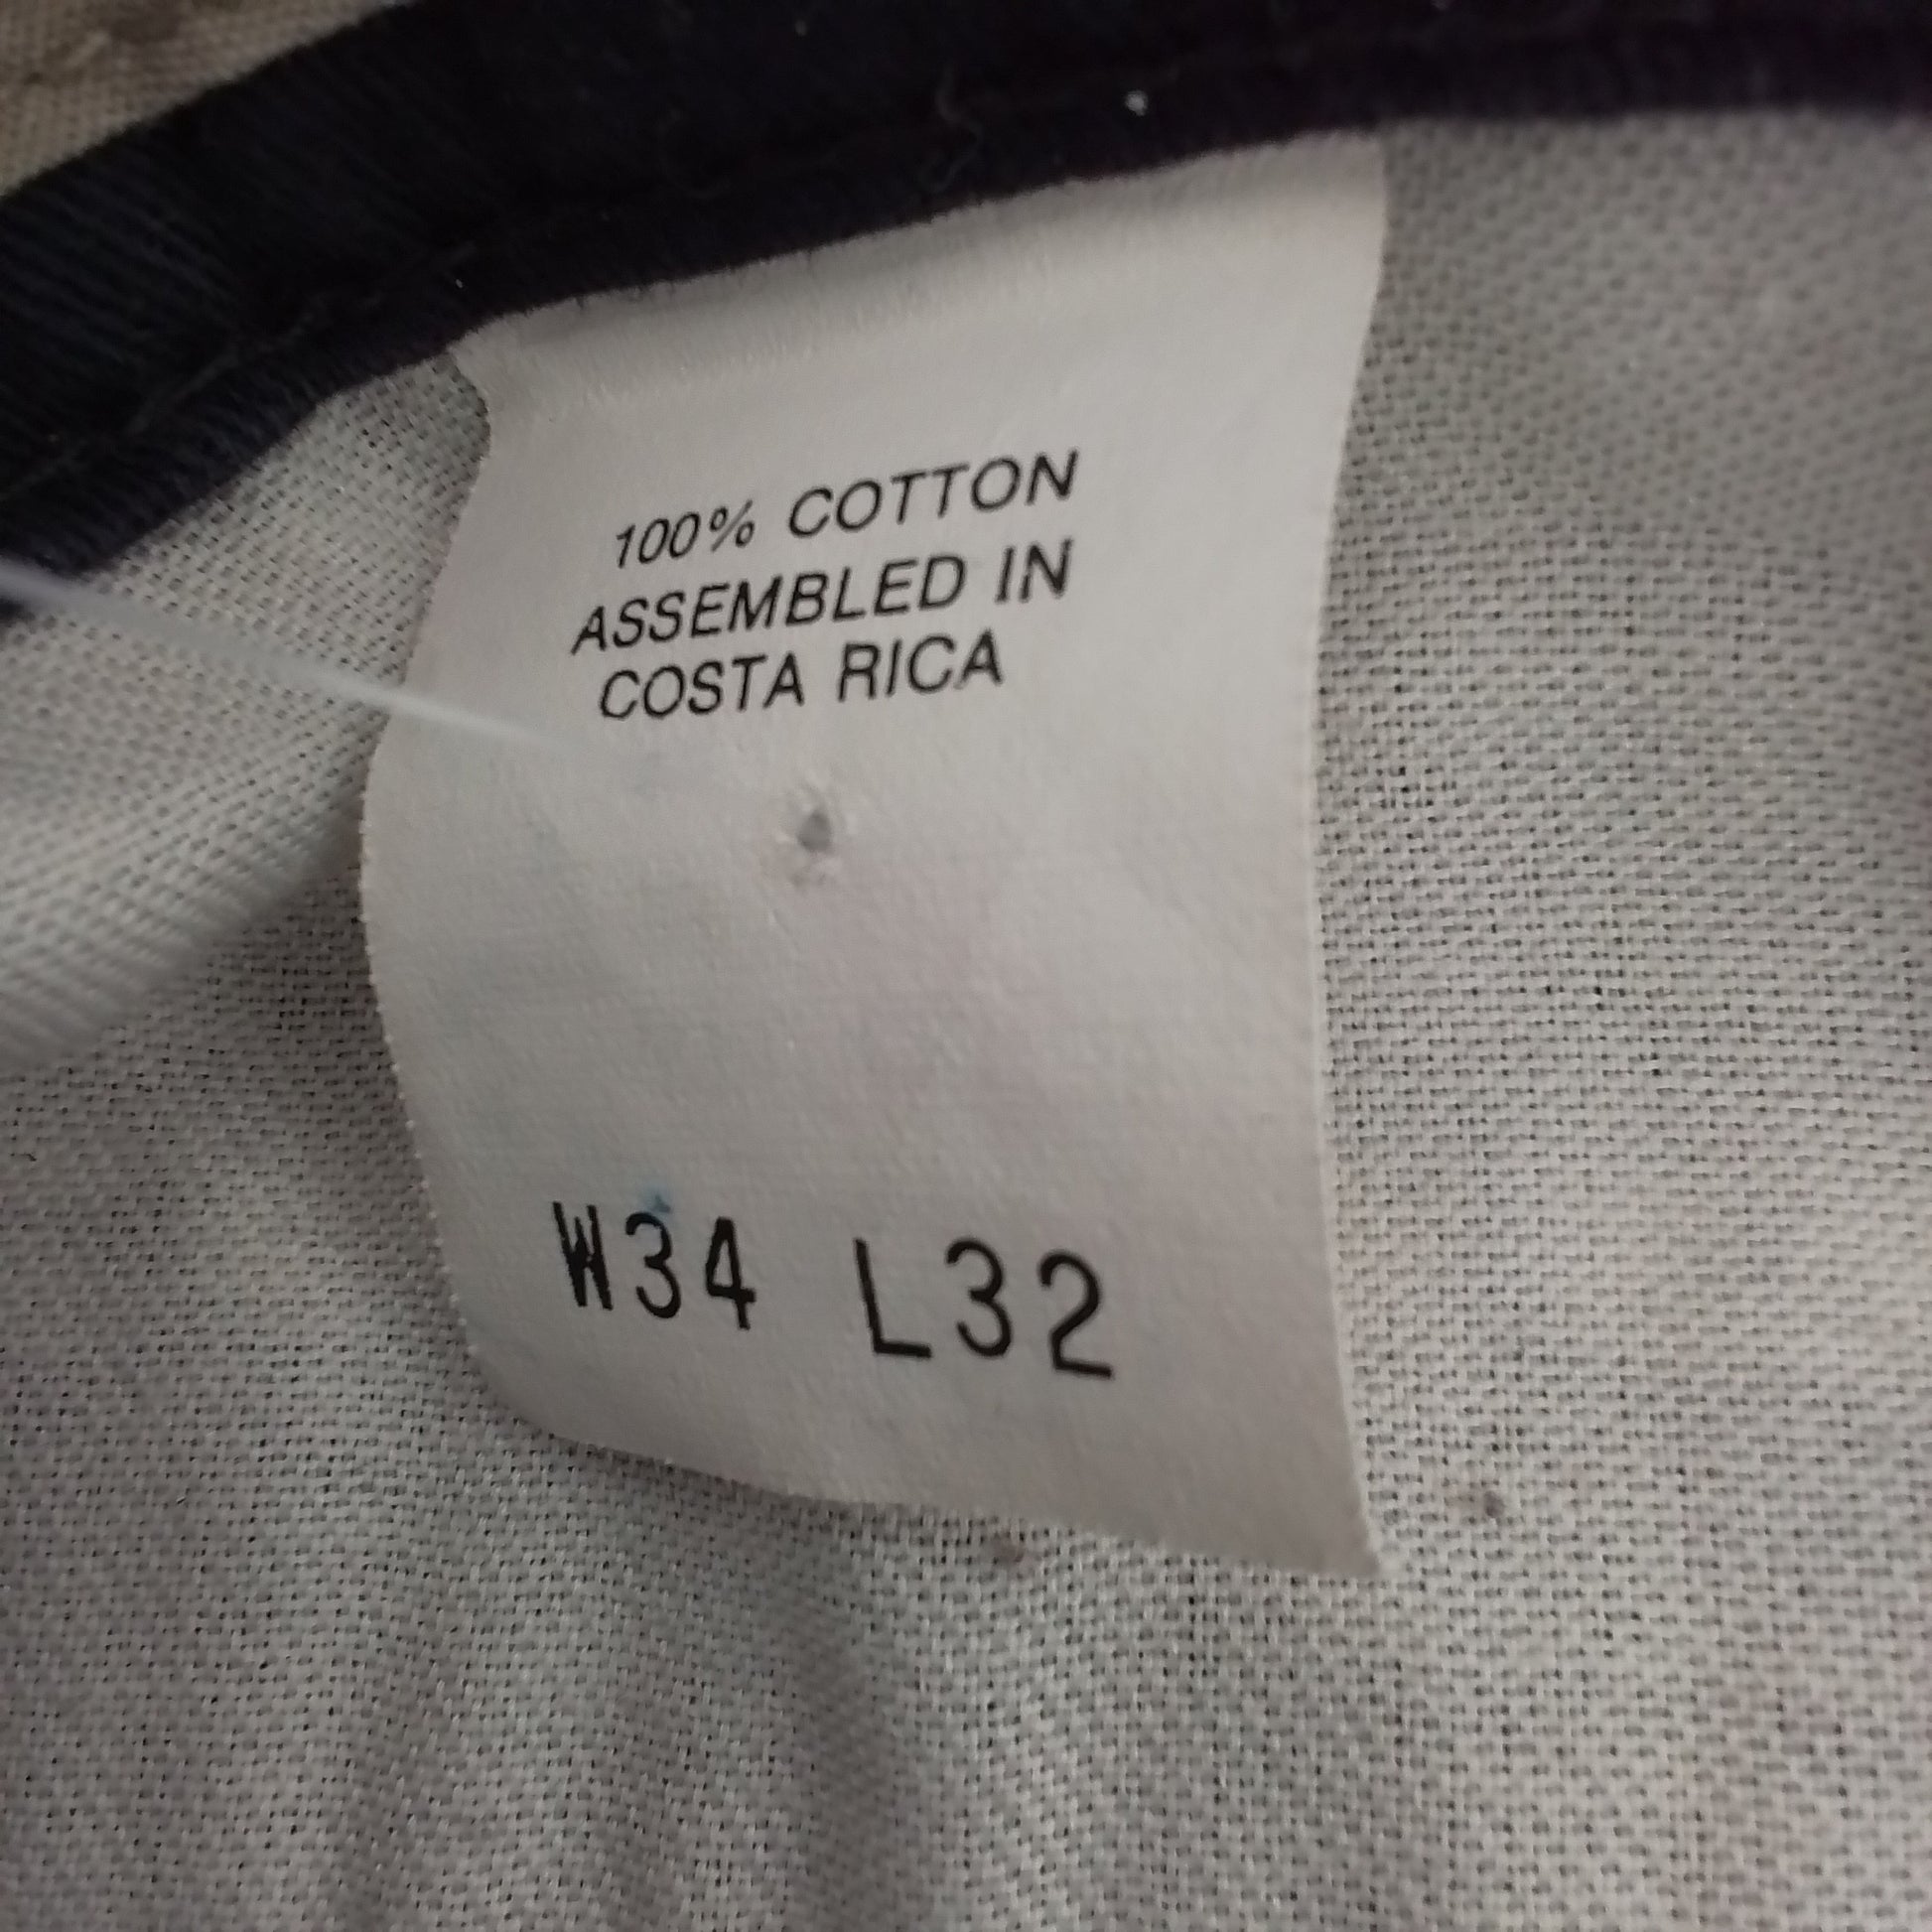 100% COTTON
ASSEMBLED IN
COSTA RICA
W34 L32